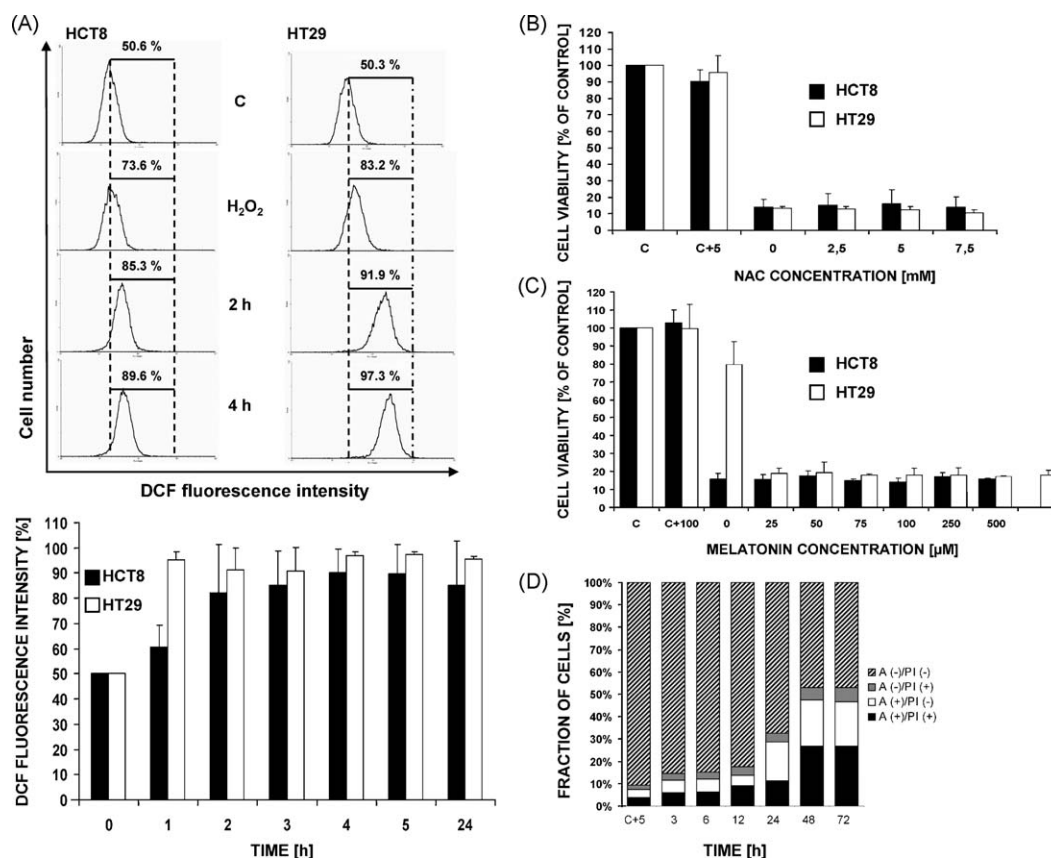 (A)
HCT8
HT29
50.6 %
50.3 %
C
73.6 %
83.2 %
H₂O₂
85.3 %
91.9 %
2 h
89.6 %
97.3 %
4 h
Cell number
DCF fluorescence intensity
DCF FLUORESCENCE INTENSITY [%]
110
100
90
80
70
60
50
40
30
20
10
0
HCT8
HT29
0 1 2 3 4 5 24
TIME [h]
(B)
CELL VIABILITY [% OF CONTROL]
120
110
100
90
80
70
60
50
40
30
20
10
0
HCT8
HT29
C C+5 0 2,5 5 7,5
NAC CONCENTRATION [mM]
(C)
CELL VIABILITY [% OF CONTROL]
120
110
100
90
80
70
60
50
40
30
20
10
0
HCT8
HT29
C C+100 0 25 50 75 100 250 500
MELATONIN CONCENTRATION [µM]
(D)
FRACTION OF CELLS [%]
100%
90%
80%
70%
60%
50%
40%
30%
20%
10%
0%
A (-)/PI (-)
A (-)/PI (+)
A (+)/PI (-)
A (+)/PI (+)
C+5 3 6 12 24 48 72
TIME [h]